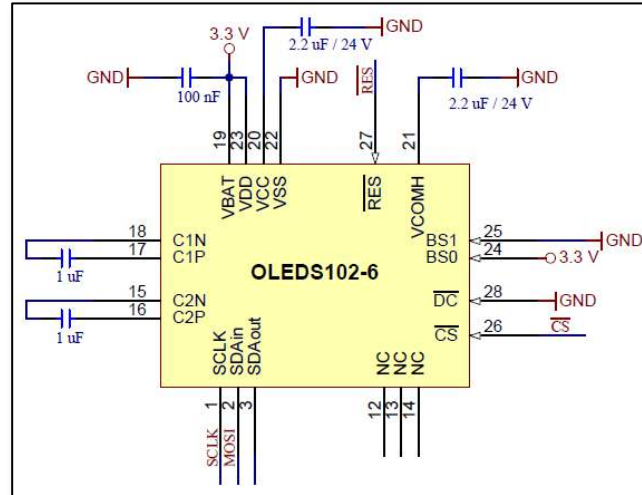 3.3 V
2.2 uF / 24 V
GND
GND
100 nF
GND
RES
2.2 uF / 24 V
GND
19
23
20
22
27
21
VBAT
VDD
VCC
VSS
RES
VCOMH
18
C1N
17
C1P
1 uF
15
C2N
16
C2P
1 uF
OLEDS102-6
BS1
25
GND
BS0
24
3.3 V
DC
28
GND
CS
26
CS
SCLK
SDAin
SDAout
NC
NC
NC
1
2
3
12
13
14
SCLK
MOSI